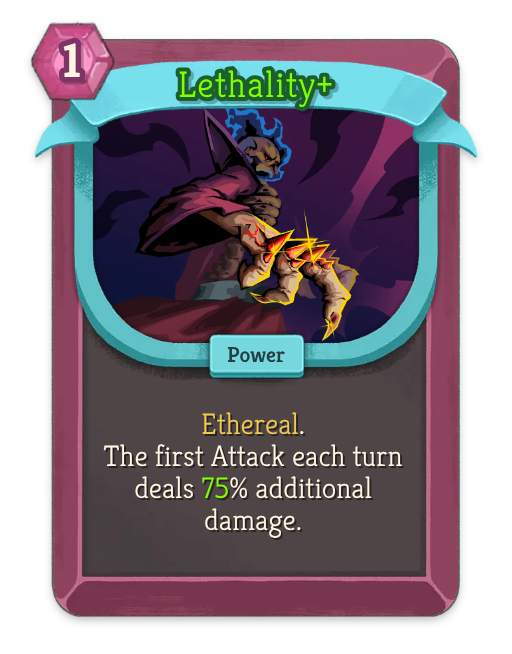 1
Lethality+
Power
Ethereal.
The first Attack each turn
deals 75% additional
damage.